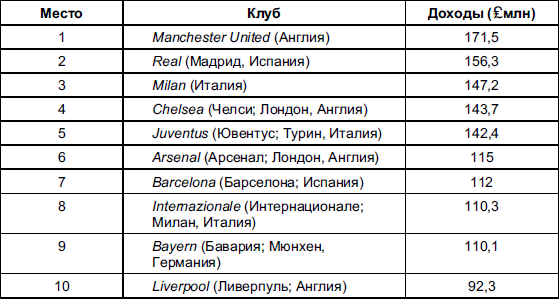 Место Клуб Доходы (£млн)
1 Manchester United (Англия) 171,5
2 Real (Мадрид, Испания) 156,3
3 Milan (Италия) 147,2
4 Chelsea (Челси; Лондон, Англия) 143,7
5 Juventus (Ювентус; Турин, Италия) 142,4
6 Arsenal (Арсенал; Лондон, Англия) 115
7 Barcelona (Барселона; Испания) 112
8 Internazionale (Интернационале; 110,3
Милан, Италия)
9 Bayern (Бавария; Мюнхен, 110,1
Германия)
10 Liverpool (Ливерпуль; Англия) 92,3